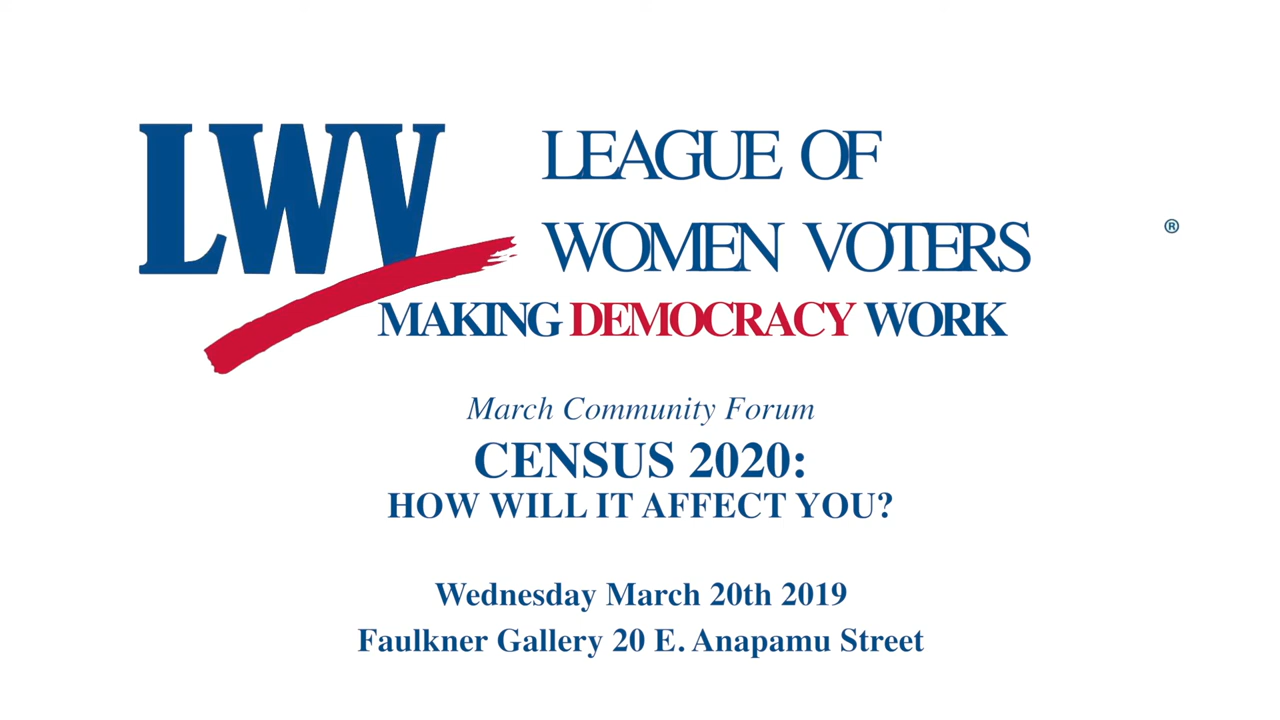 LWV
LEAGUE OF
WOMEN VOTERS
®
MAKING DEMOCRACY WORK
March Community Forum
CENSUS 2020:
HOW WILL IT AFFECT YOU?
Wednesday March 20th 2019
Faulkner Gallery 20 E. Anapamu Street